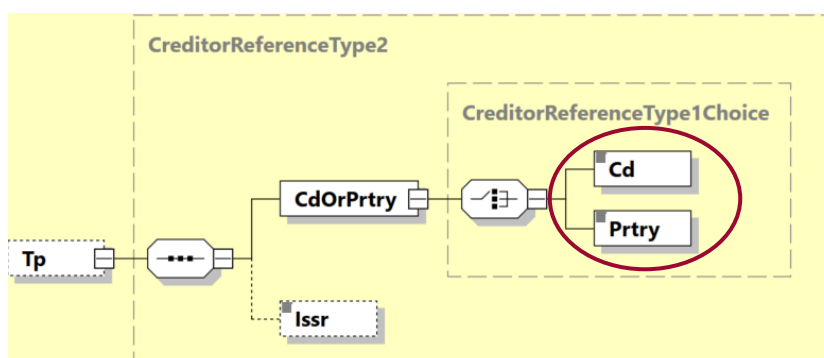 CreditorReferenceType2
CreditorReferenceType1Choice
Cd
CdOrPrtry
Prtry
Tp
Issr